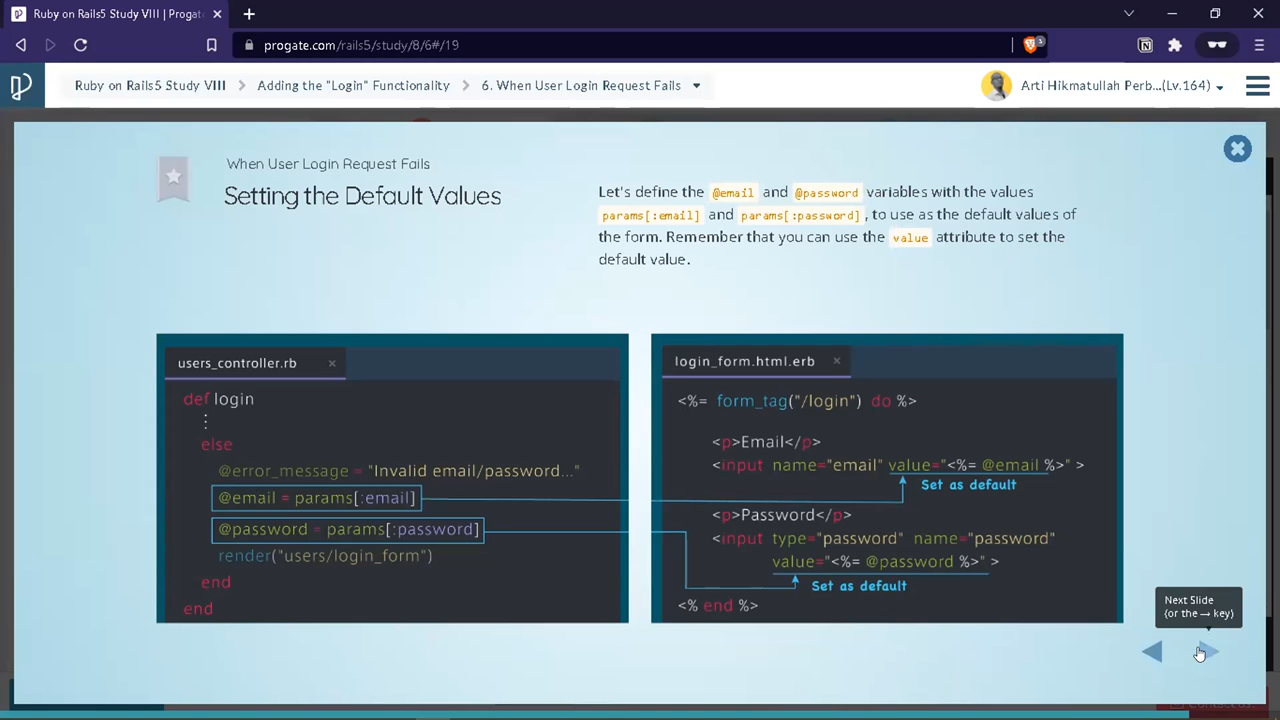 Ruby on Rails5 Study VIII | Progate
progate.com/rails5/study/8/6#/19
3
Ruby on Rails5 Study VIII
Adding the "Login" Functionality
6. When User Login Request Fails
Arti Hikmatullah Perb...(Lv.164)
When User Login Request Fails
Setting the Default Values
Let's define the @email and @password variables with the values
params[:email] and params[:password], to use as the default values of
the form. Remember that you can use the value attribute to set the
default value.
users_controller.rb
def login
⋮
else
@error_message = "Invalid email/password..."
@email = params[:email]
@password = params[:password]
render("users/login_form")
end
end
login_form.html.erb
<%= form_tag("/login") do %>
<p>Email</p>
<input name="email" value="<%= @email %>" >
Set as default
<p>Password</p>
<input type="password" name="password"
value="<%= @password %>" >
Set as default
<% end %>
Next Slide
(or the → key)
Contact us.